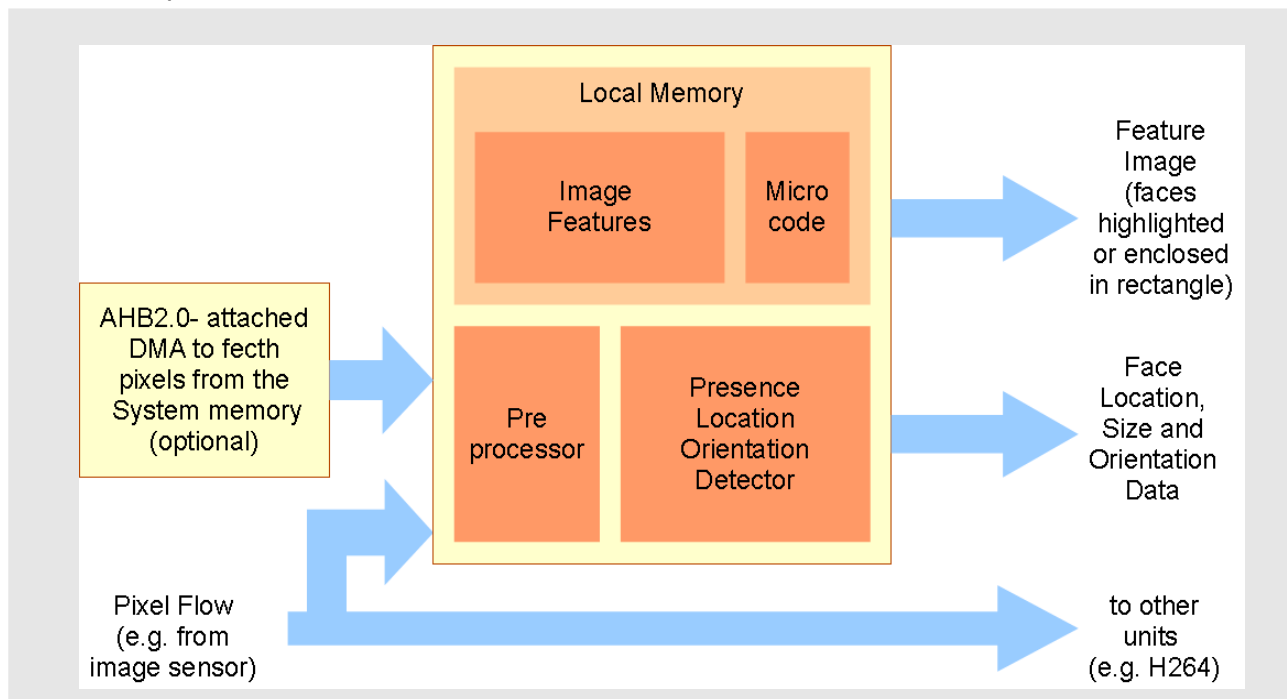 Local Memory
Image
Features
Micro
code
Feature
Image
(faces
highlighted
or enclosed
in rectangle)
AHB2.0- attached
DMA to fecth
pixels from the
System memory
(optional)
Pre
processor
Presence
Location
Orientation
Detector
Face
Location,
Size and
Orientation
Data
Pixel Flow
(e.g. from
image sensor)
to other
units
(e.g. H264)